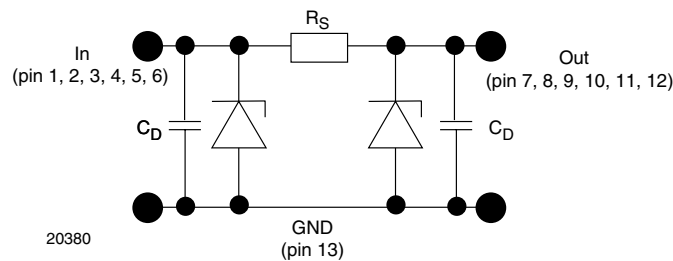 R_S
In
(pin 1, 2, 3, 4, 5, 6)
Out
(pin 7, 8, 9, 10, 11, 12)
C_D
C_D
GND
(pin 13)
20380